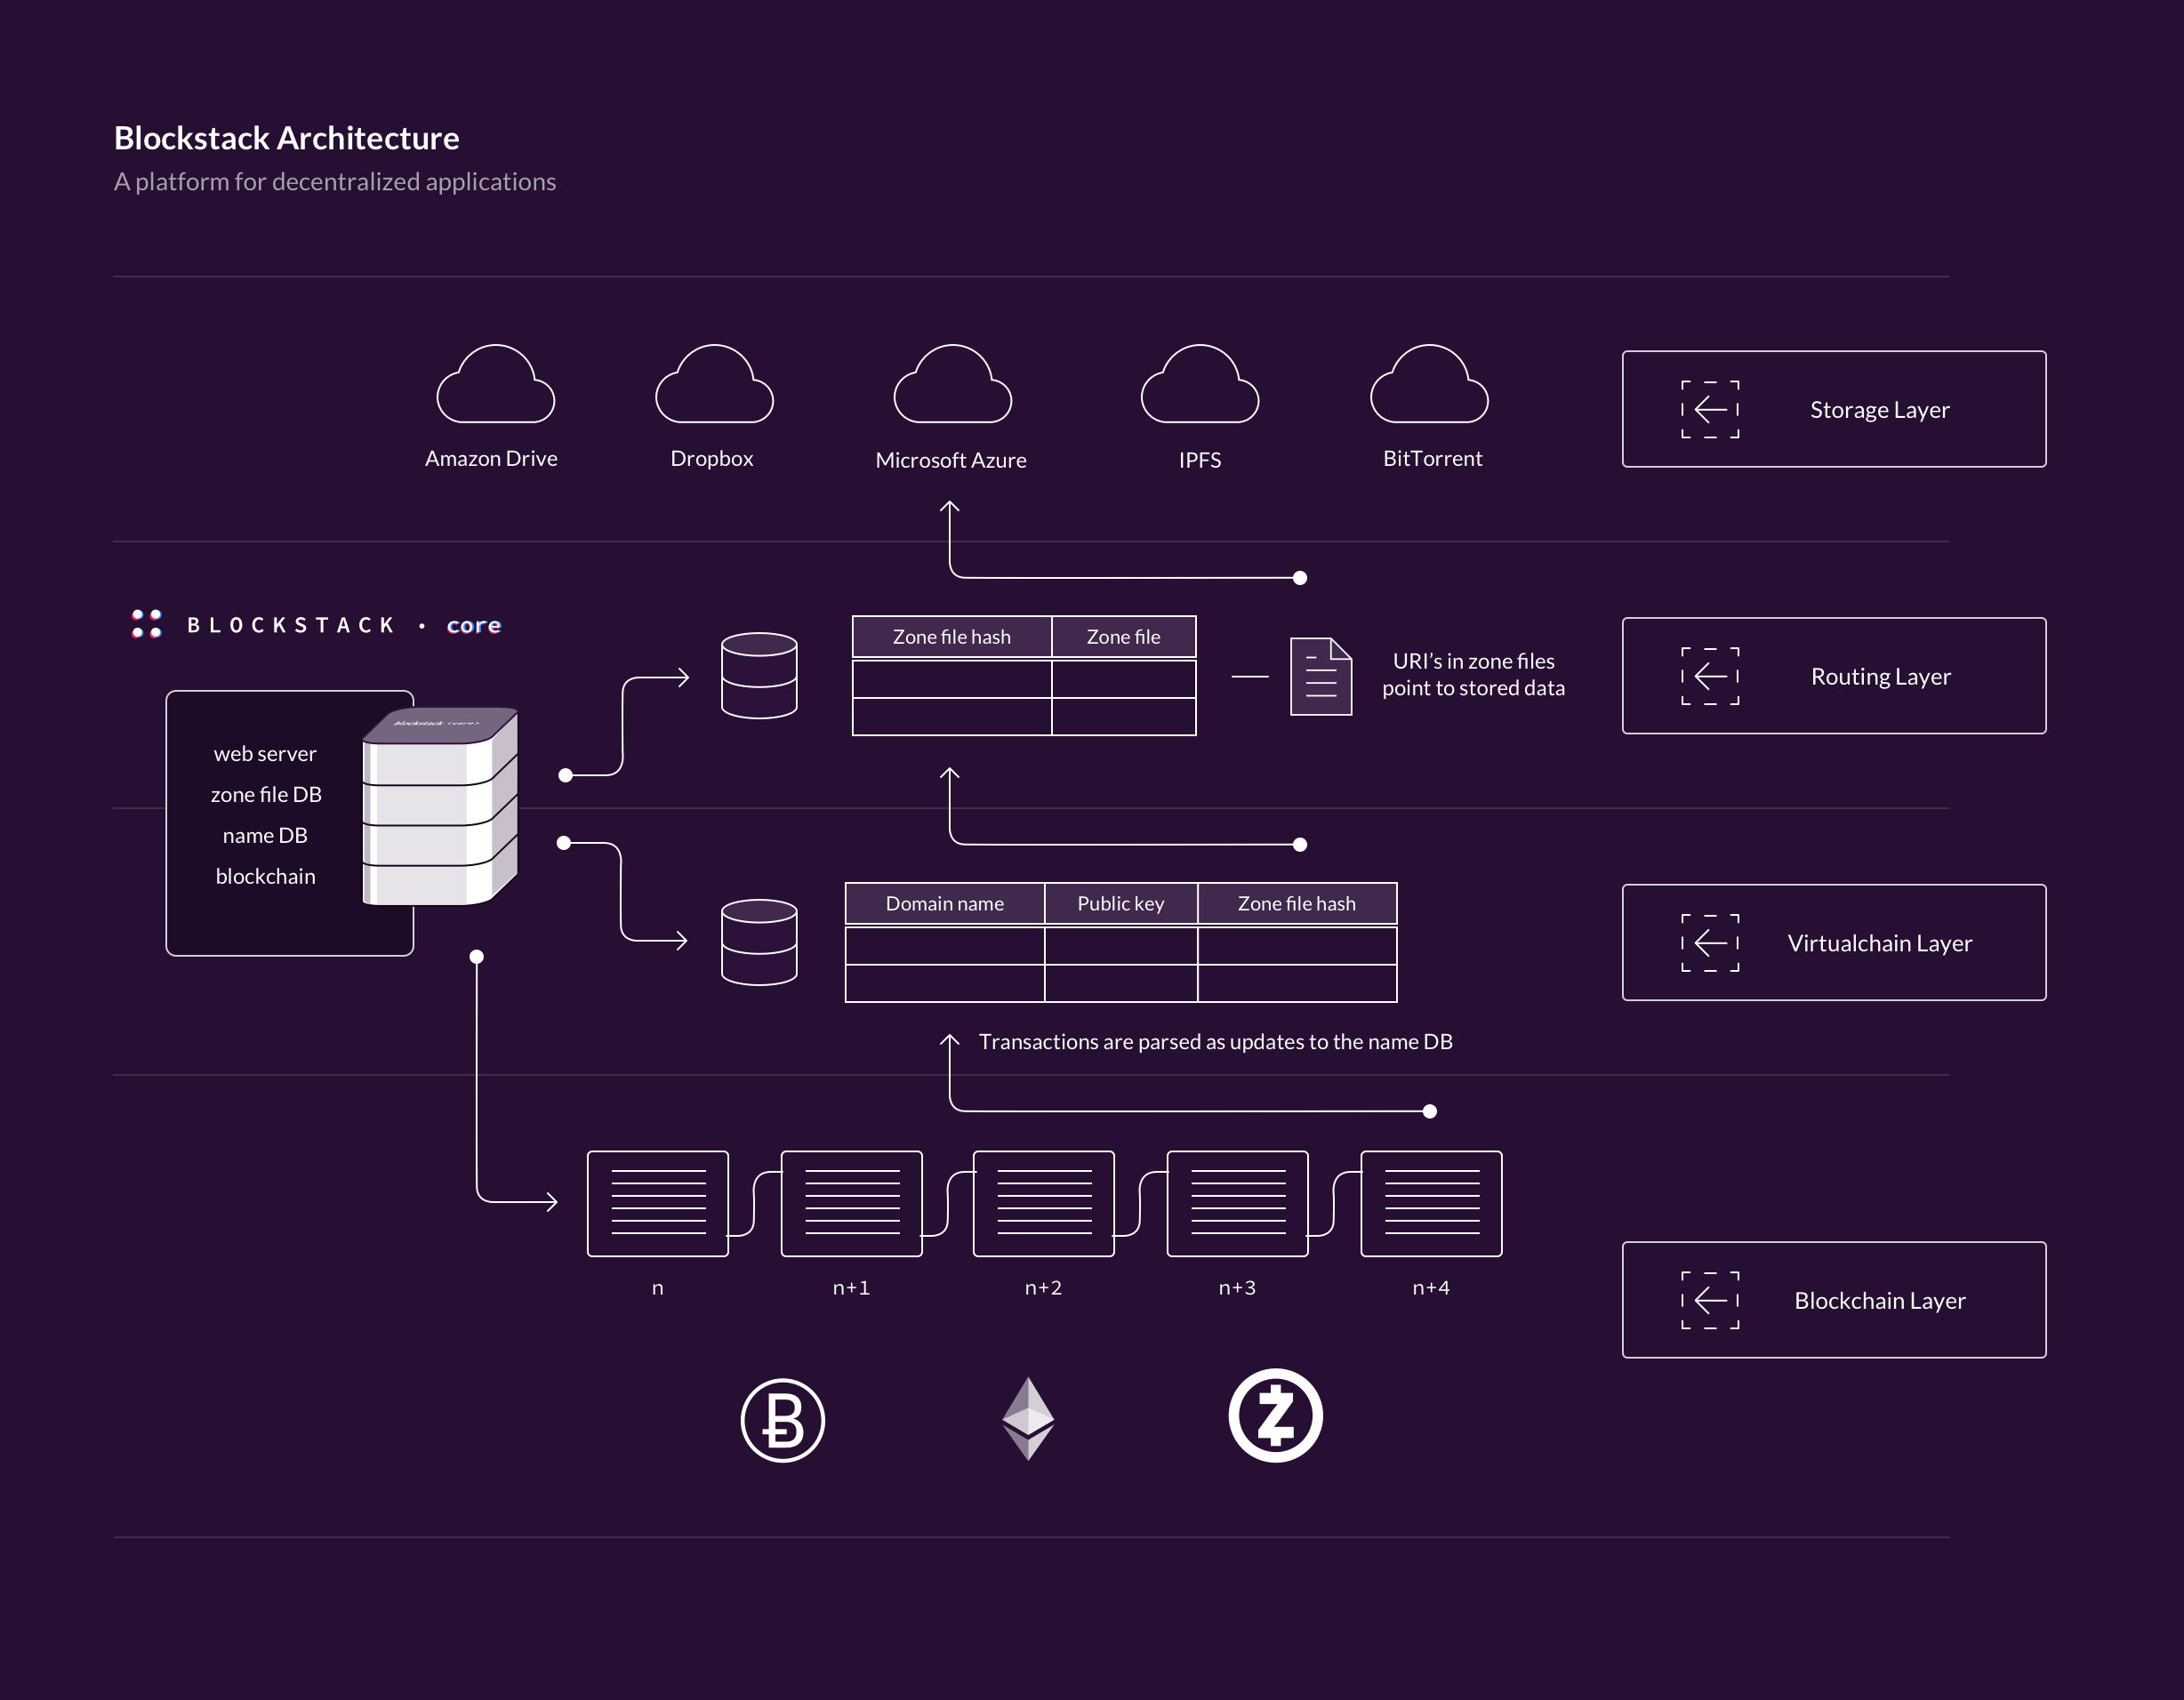 Blockstack Architecture
A platform for decentralized applications
Amazon Drive
Dropbox
Microsoft Azure
IPFS
BitTorrent
Storage Layer
BLOCKSTACK · core
Zone file hash
Zone file
URI’s in zone files
point to stored data
Routing Layer
blockstack <core>
web server
zone file DB
name DB
blockchain
Domain name
Public key
Zone file hash
Virtualchain Layer
Transactions are parsed as updates to the name DB
n
n+1
n+2
n+3
n+4
Blockchain Layer